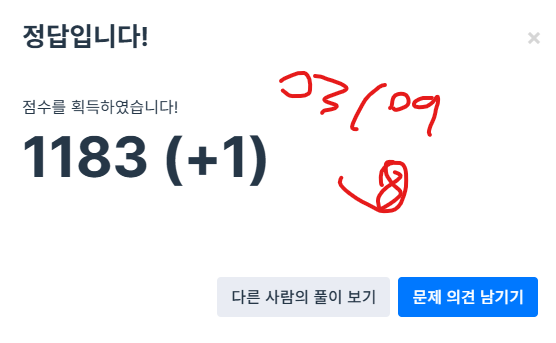 정답입니다!
×
점수를 획득하였습니다!
03/09
1183 (+1)
8
다른 사람의 풀이 보기
문제 의견 남기기